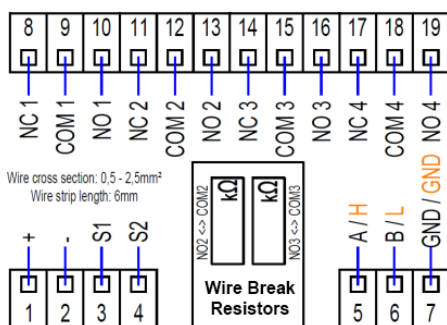 8 9 10 11 12 13 14 15 16 17 18 19
NC 1 COM 1 NO 1 NC 2 COM 2 NO 2 NC 3 COM 3 NO 3 NC 4 COM 4 NO 4
Wire cross section: 0,5 - 2,5mm²
Wire strip length: 6mm
NO2 <> COM2 kΩ kΩ NO3 <> COM3
Wire Break
Resistors
+ - S1 S2
A / H B / L GND / GND
1 2 3 4
5 6 7